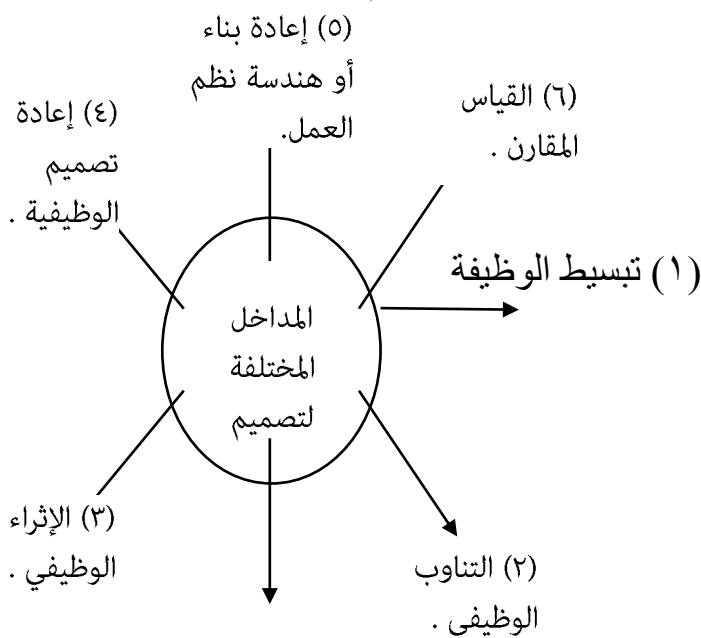 (٥) إعادة بناء
أو هندسة نظم
العمل.
(٦) القياس
المقارن .
(٤) إعادة
تصميم
الوظيفية .
(١) تبسيط الوظيفة
المداخل
المختلفة
لتصميم
(٣) الإثراء
الوظيفي .
(٢) التناوب
الوظيفى .